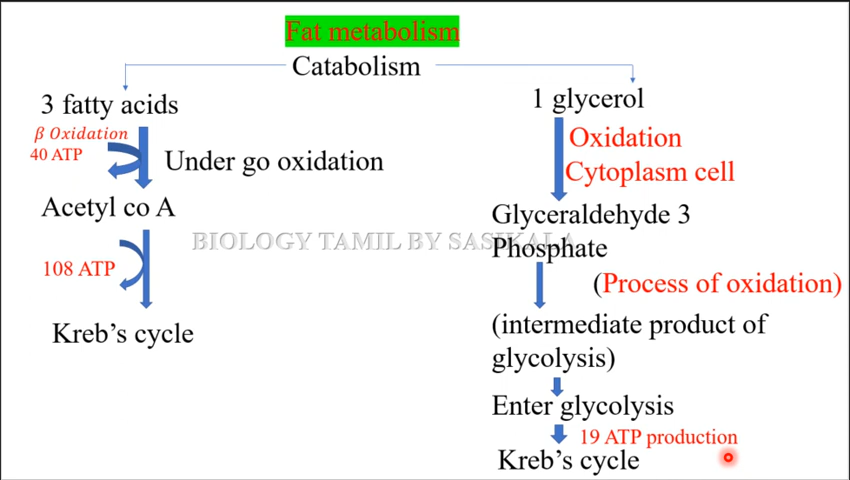 Fat metabolism
Catabolism
3 fatty acids
β Oxidation
40 ATP
Under go oxidation
Acetyl co A
108 ATP
Kreb’s cycle
1 glycerol
Oxidation
Cytoplasm cell
Glyceraldehyde 3
Phosphate
(Process of oxidation)
(intermediate product of
glycolysis)
Enter glycolysis
19 ATP production
Kreb’s cycle
BIOLOGY TAMIL BY SASIKALA